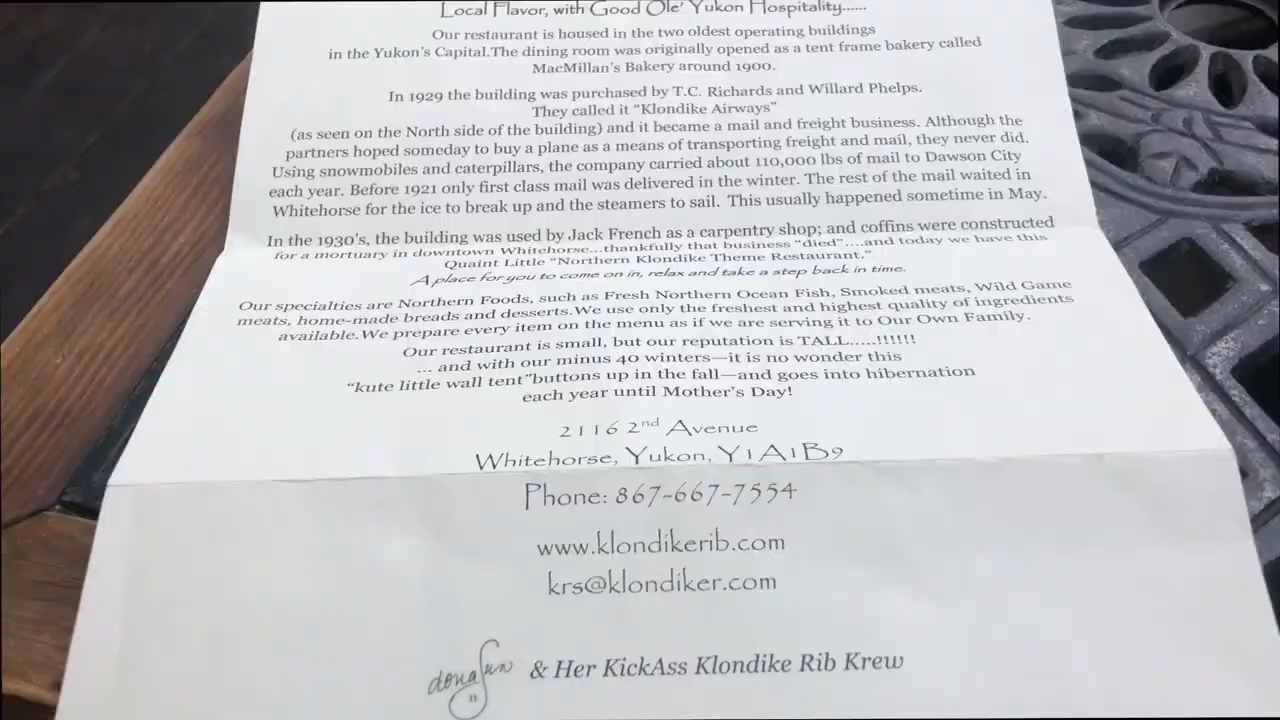 Local Flavor, with Good Ole' Yukon Hospitality......
Our restaurant is housed in the two oldest operating buildings
in the Yukon's Capital.The dining room was originally opened as a tent frame bakery called
MacMillan's Bakery around 1900.
In 1929 the building was purchased by T.C. Richards and Willard Phelps.
They called it "Klondike Airways"
(as seen on the North side of the building) and it became a mail and freight business. Although the
partners hoped someday to buy a plane as a means of transporting freight and mail, they never did.
Using snowmobiles and caterpillars, the company carried about 110,000 lbs of mail to Dawson City
each year. Before 1921 only first class mail was delivered in the winter. The rest of the mail waited in
Whitehorse for the ice to break up and the steamers to sail. This usually happened sometime in May.
In the 1930's, the building was used by Jack French as a carpentry shop; and coffins were constructed
for a mortuary in downtown Whitehorse...thankfully that business "died"....and today we have this
Quaint Little "Northern Klondike Theme Restaurant."
A place for you to come on in, relax and take a step back in time.
Our specialties are Northern Foods, such as Fresh Northern Ocean Fish, Smoked meats, Wild Game
meats, home-made breads and desserts.We use only the freshest and highest quality of ingredients
available.We prepare every item on the menu as if we are serving it to Our Own Family.
Our restaurant is small, but our reputation is TALL.....!!!!!!
... and with our minus 40 winters—it is no wonder this
"kute little wall tent"buttons up in the fall—and goes into hibernation
each year until Mother's Day!
2116 2nd Avenue
Whitehorse, Yukon, Y1A1B9
Phone: 867-667-7554
www.klondikerib.com
krs@klondiker.com
dona & Her KickAss Klondike Rib Krew